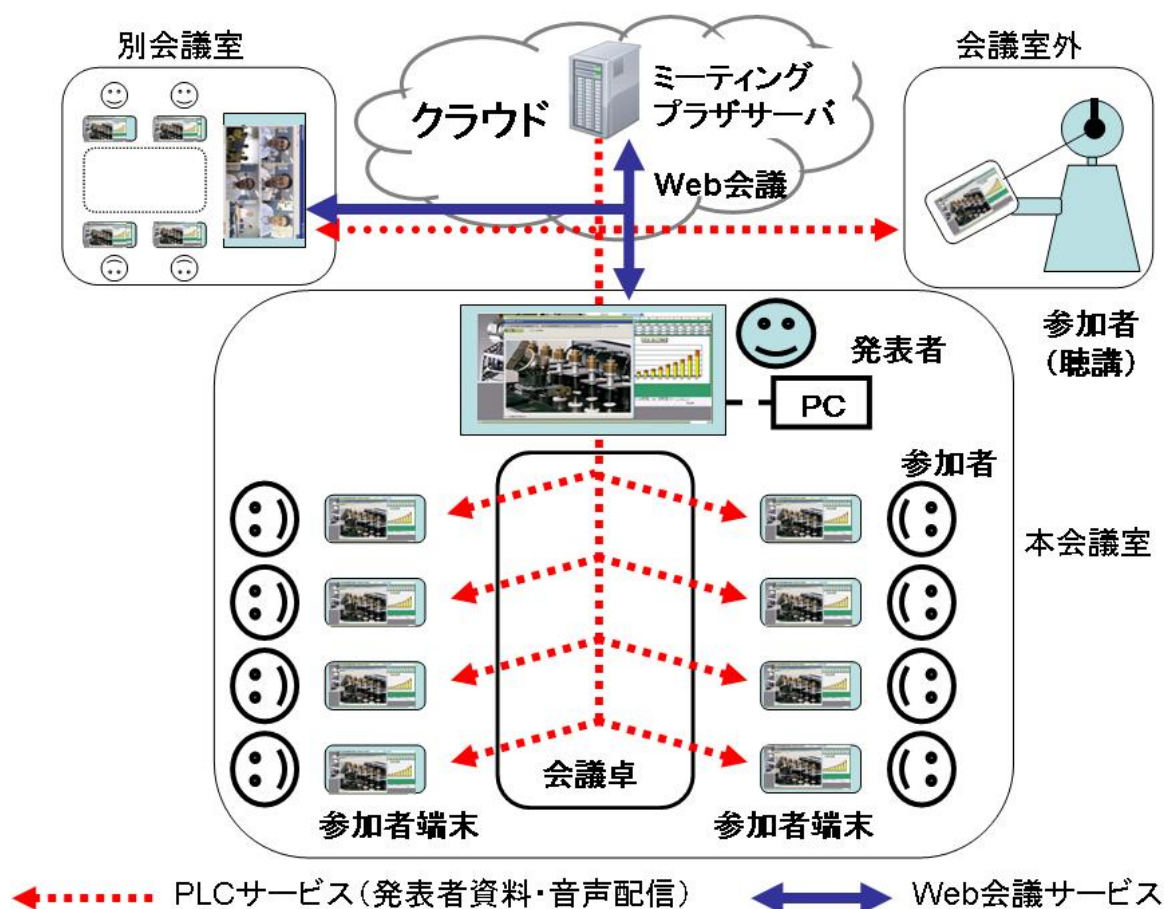 別会議室
会議室外
クラウド
ミーティング
プラザサーバ
Web会議
発表者
PC
参加者
(聴講)
参加者
本会議室
会議卓
参加者端末
参加者端末
PLCサービス(発表者資料・音声配信)
Web会議サービス